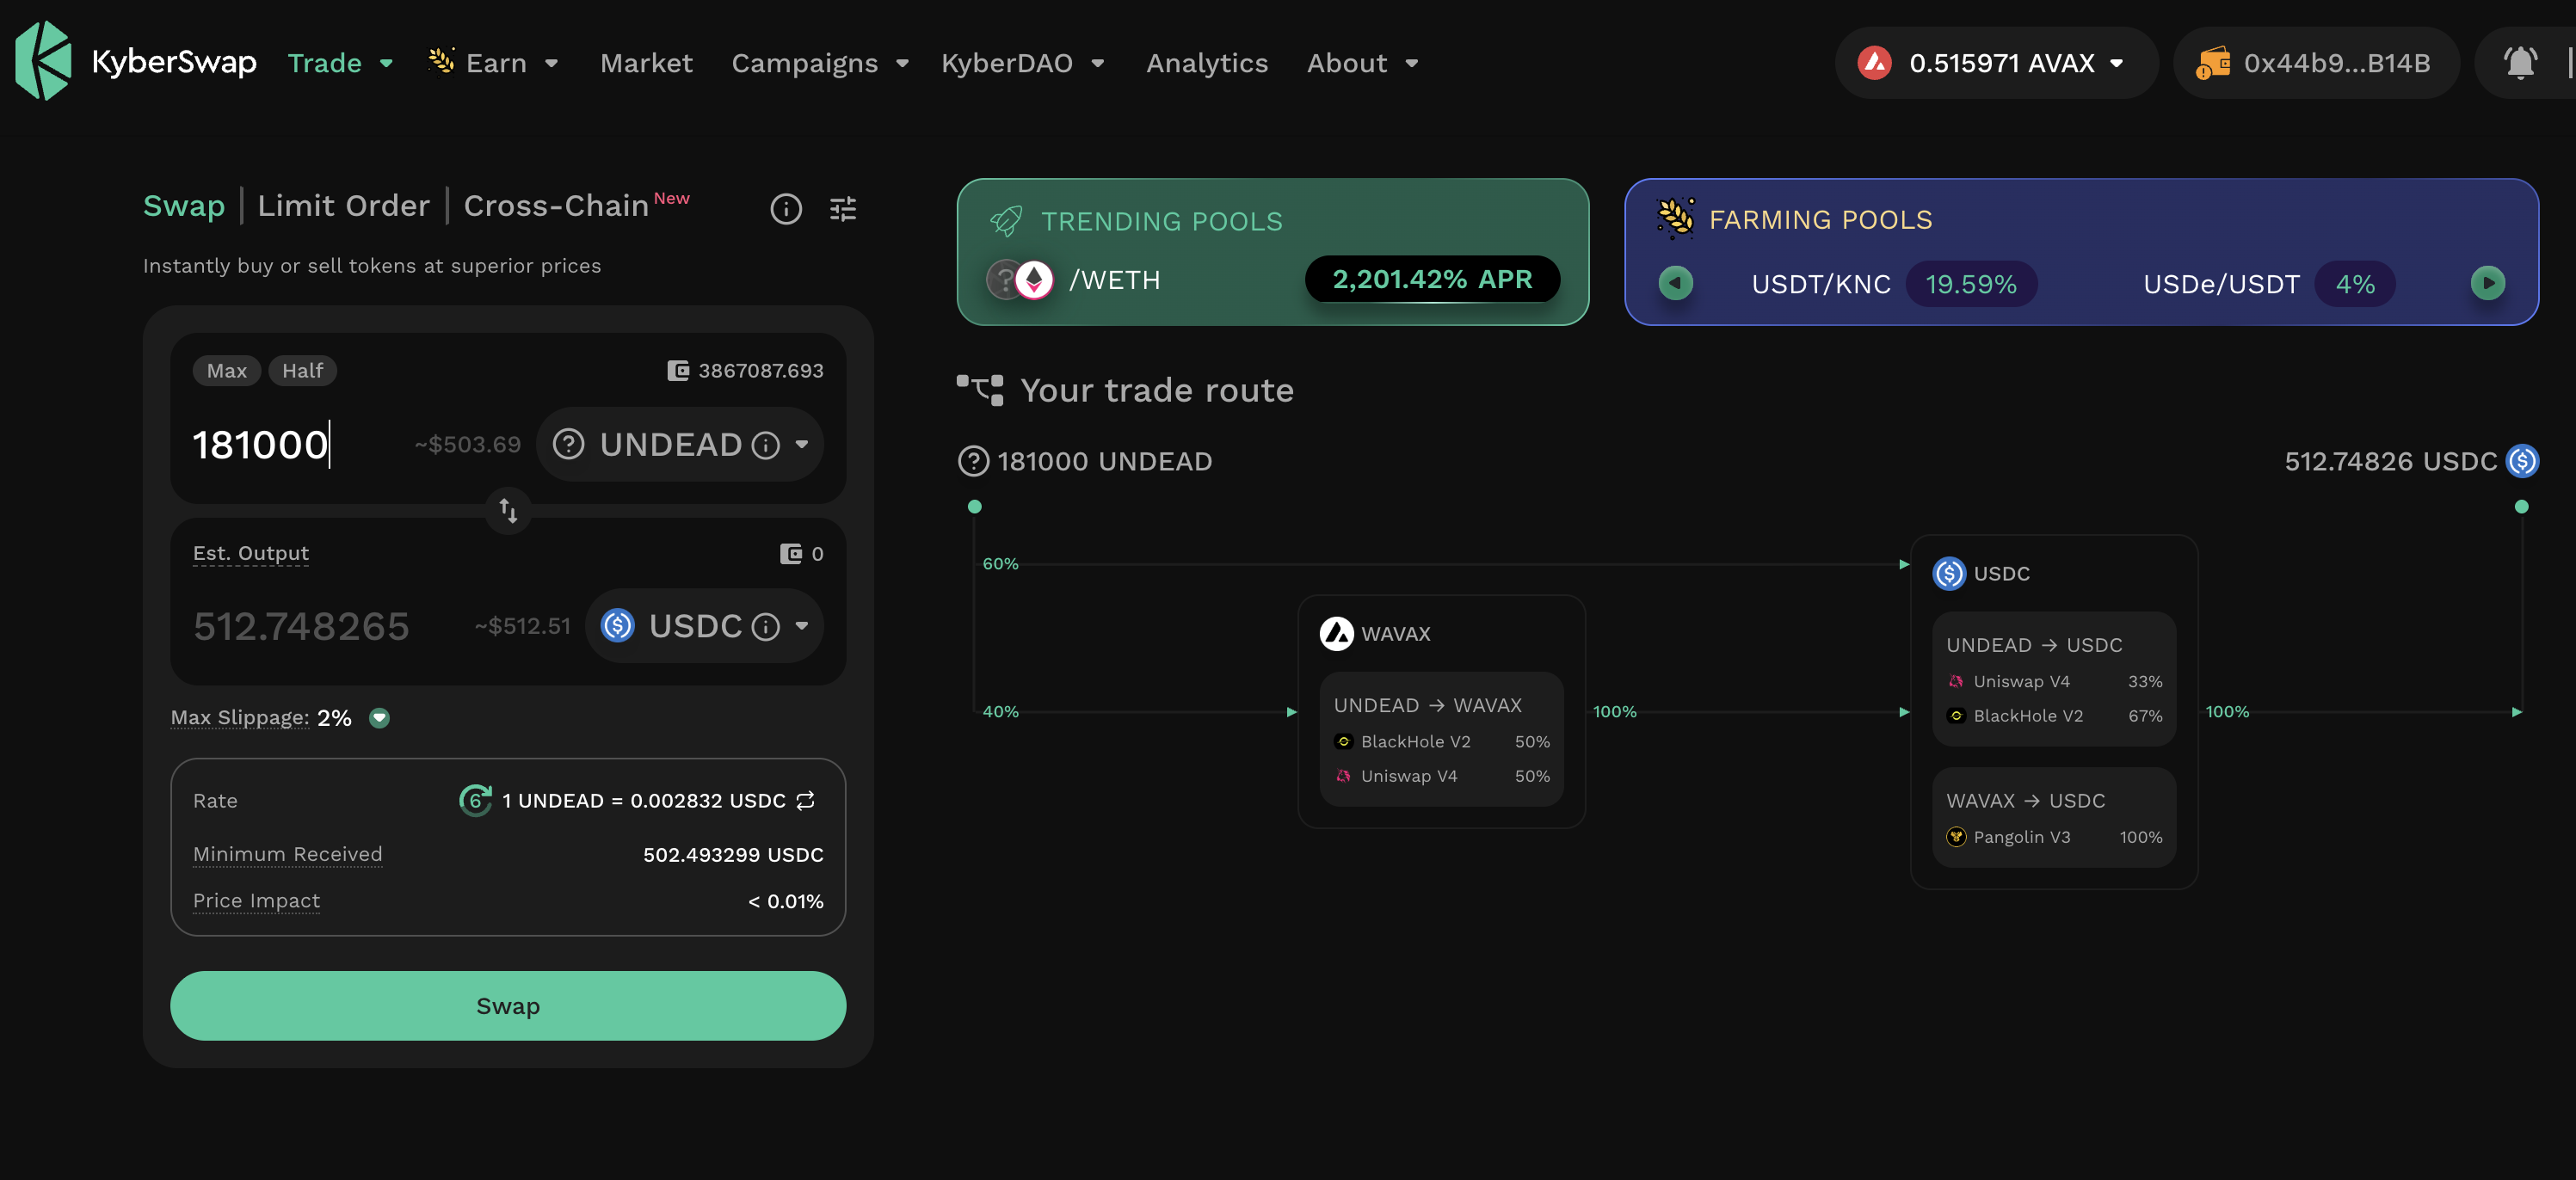 KyberSwap Trade Earn Market Campaigns KyberDAO Analytics About 0.515971 AVAX 0x44b9...B14B
Swap | Limit Order | Cross-Chain New
Instantly buy or sell tokens at superior prices
Max Half 3867087.693
181000 ~$503.69 UNDEAD
Est. Output 0
512.748265 ~$512.51 USDC
Max Slippage: 2%
Rate 6 1 UNDEAD = 0.002832 USDC
Minimum Received 502.493299 USDC
Price Impact < 0.01%
Swap
TRENDING POOLS
/WETH 2,201.42% APR
FARMING POOLS
USDT/KNC 19.59% USDe/USDT 4%
Your trade route
181000 UNDEAD 512.74826 USDC
60%
40%
WAVAX
UNDEAD → WAVAX
BlackHole V2 50%
Uniswap V4 50%
100%
USDC
UNDEAD → USDC
Uniswap V4 33%
BlackHole V2 67%
WAVAX → USDC
Pangolin V3 100%
100%